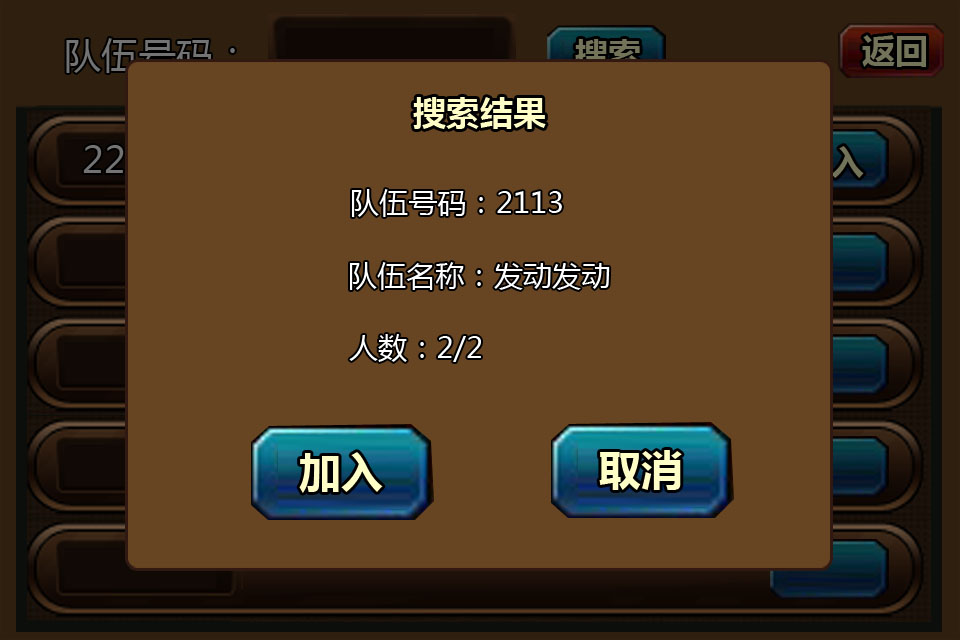 队伍号码：
搜索
返回
搜索结果
22
入
队伍号码：2113
队伍名称：发动发动
人数：2/2
加入
取消